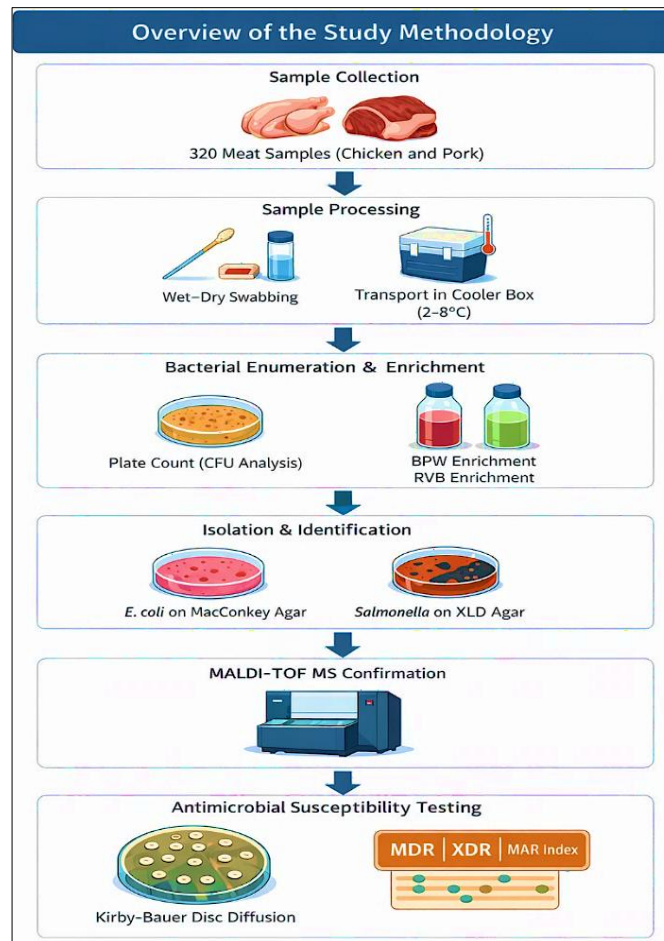 Overview of the Study Methodology
Sample Collection
320 Meat Samples (Chicken and Pork)
Sample Processing
Wet–Dry Swabbing
Transport in Cooler Box
(2–8°C)
Bacterial Enumeration & Enrichment
Plate Count (CFU Analysis)
BPW Enrichment
RVB Enrichment
Isolation & Identification
E. coli on MacConkey Agar
Salmonella on XLD Agar
MALDI-TOF MS Confirmation
Antimicrobial Susceptibility Testing
Kirby-Bauer Disc Diffusion
MDR | XDR | MAR Index